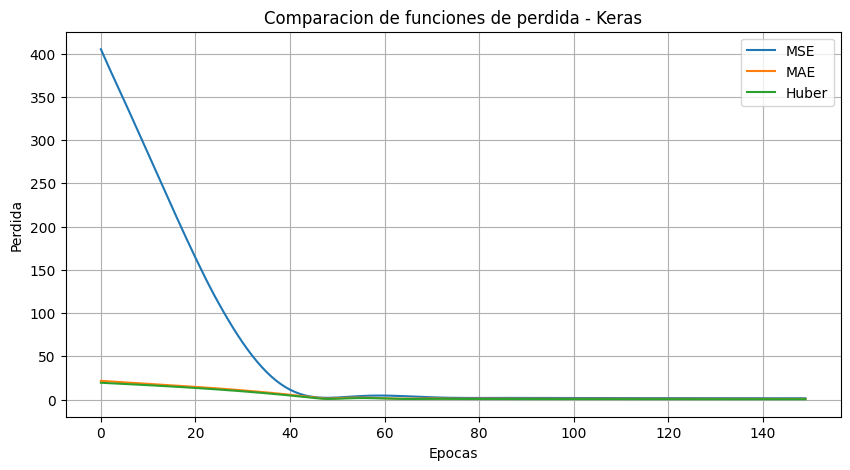 Comparacion de funciones de perdida - Keras
MSE
MAE
Huber
400
350
300
250
200
150
100
50
0
Perdida
0 20 40 60 80 100 120 140
Epocas